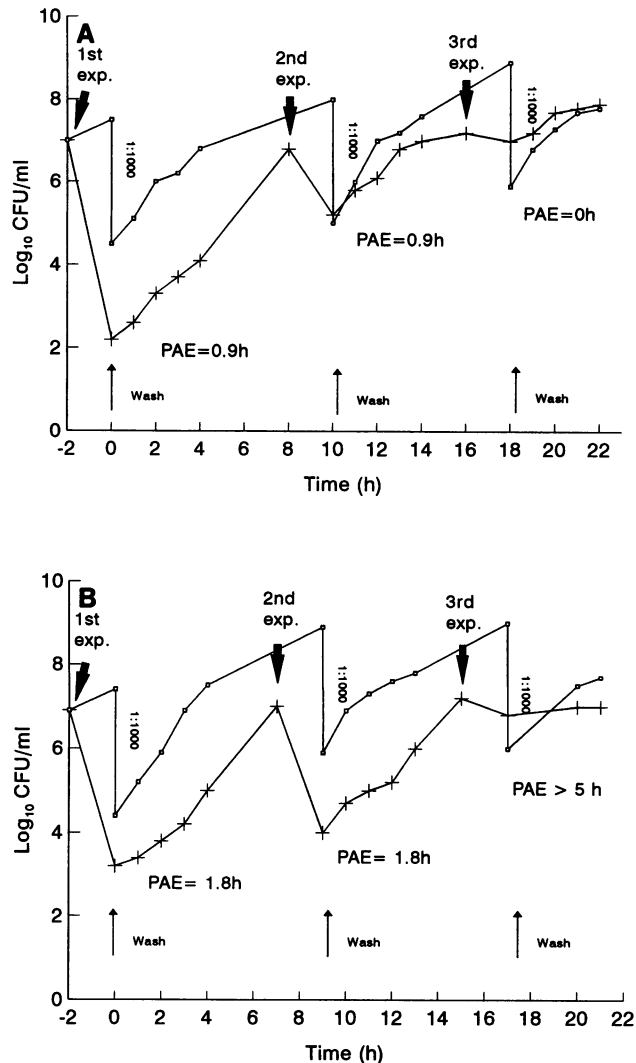 A
1st
exp.
2nd
exp.
3rd
exp.
1:1000
1:1000
1:1000
PAE=0.9h
PAE=0.9h
PAE=0h
Wash
Wash
Wash
Log10 CFU/ml
10
8
6
4
2
0
-2 0 2 4 6 8 10 12 14 16 18 20 22
Time (h)
B
1st
exp.
2nd
exp.
3rd
exp.
1:1000
1:1000
1:1000
PAE= 1.8h
PAE= 1.8h
PAE > 5 h
Wash
Wash
Wash
Log10 CFU/ml
10
8
6
4
2
0
-2 0 2 4 6 8 10 12 14 16 18 20 22
Time (h)